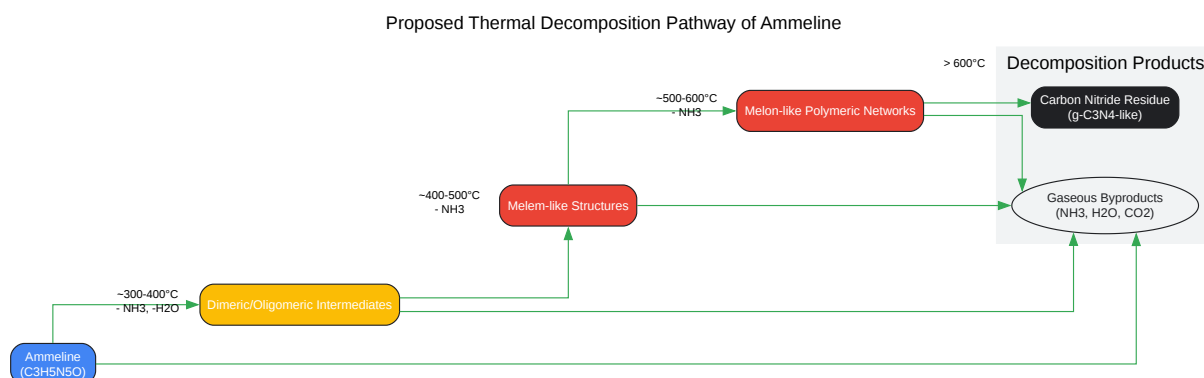 Proposed Thermal Decomposition Pathway of Ammeline
> 600°C
Decomposition Products
~500-600°C
- NH3
Melon-like Polymeric Networks
Carbon Nitride Residue
(g-C3N4-like)
~400-500°C
- NH3
Melem-like Structures
Gaseous Byproducts
(NH3, H2O, CO2)
~300-400°C
- NH3, -H2O
Dimeric/Oligomeric Intermediates
Ammeline
(C3H5N5O)